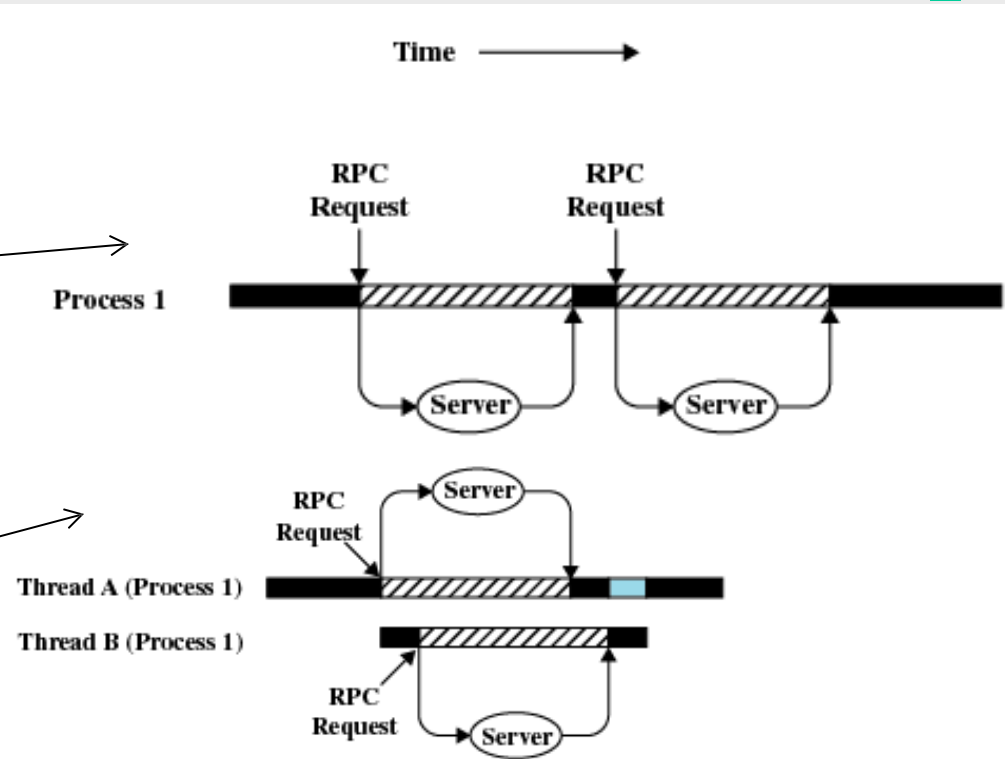 Time
RPC
Request
RPC
Request
Process 1
Server
Server
Server
RPC
Request
Thread A (Process 1)
Thread B (Process 1)
RPC
Request
Server